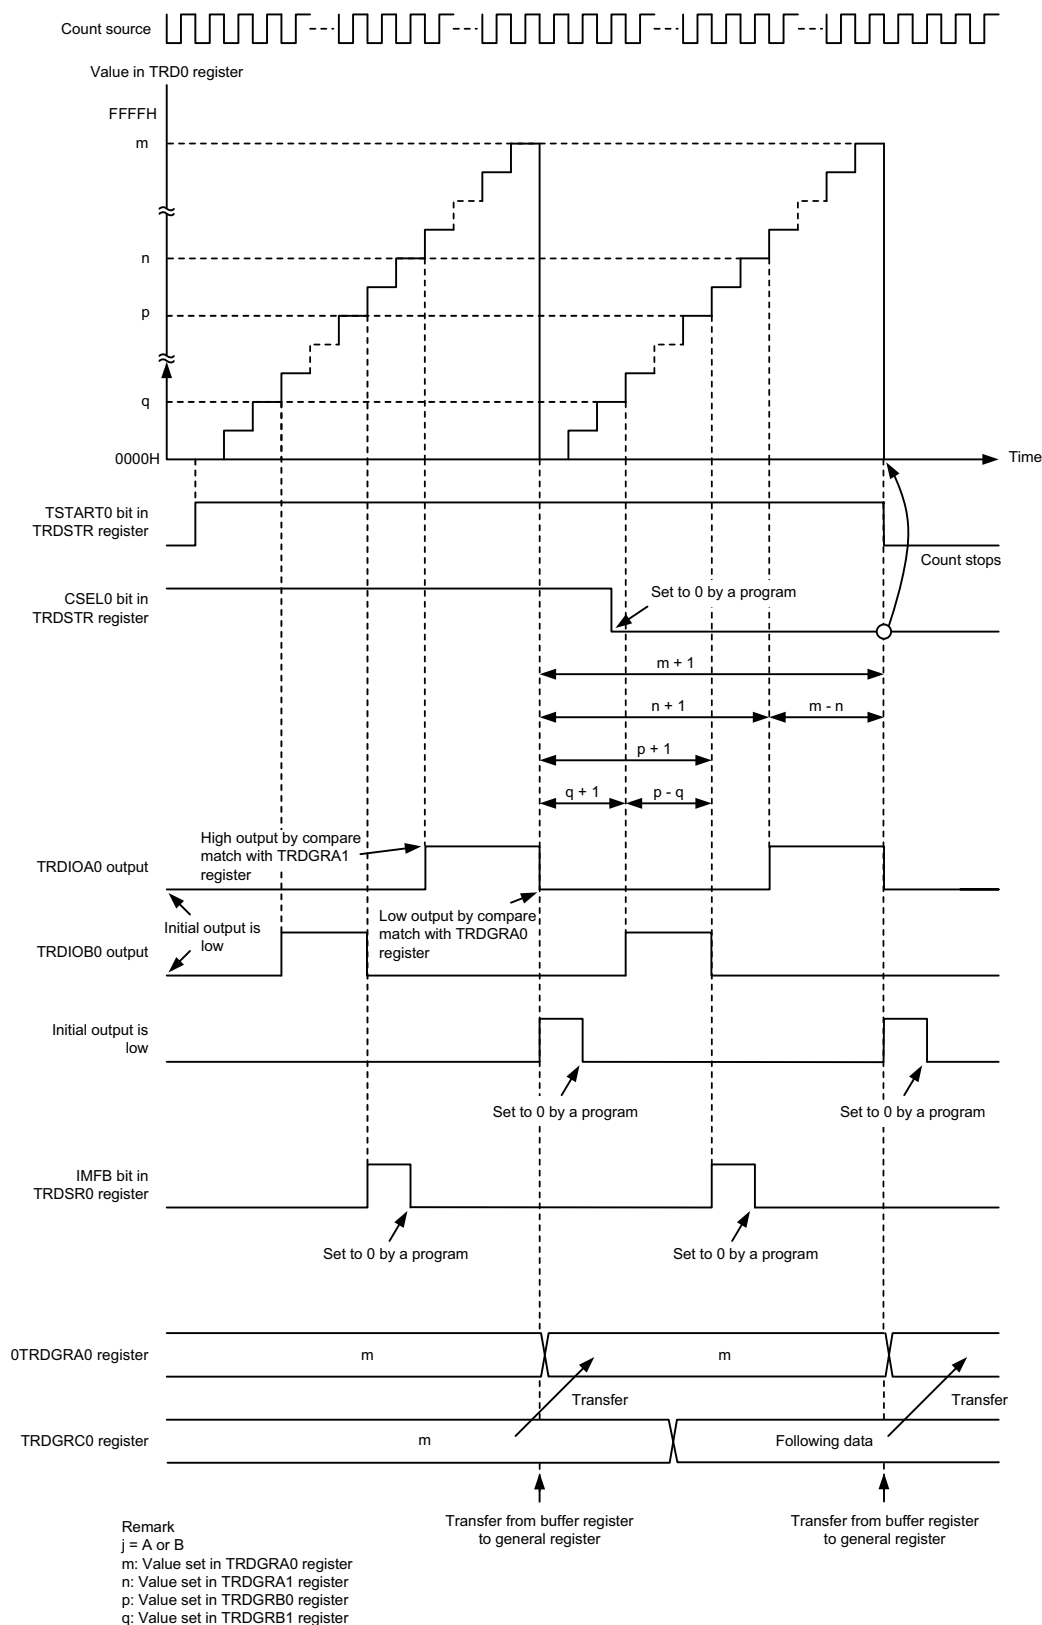 Count source
Value in TRD0 register
FFFFH
m
n
p
q
0000H
Time
TSTART0 bit in
TRDSTR register
Count stops
CSEL0 bit in
TRDSTR register
Set to 0 by a program
m + 1
n + 1
m - n
p + 1
q + 1
p - q
High output by compare
match with TRDGRA1
register
TRDIOA0 output
Low output by compare
match with TRDGRA0
register
Initial output is
low
TRDIOB0 output
Initial output is
low
Set to 0 by a program
Set to 0 by a program
IMFB bit in
TRDSR0 register
Set to 0 by a program
Set to 0 by a program
0TRDGRA0 register
m
m
Transfer
Transfer
TRDGRC0 register
m
Following data
Transfer from buffer register
to general register
Transfer from buffer register
to general register
Remark
j = A or B
m: Value set in TRDGRA0 register
n: Value set in TRDGRA1 register
p: Value set in TRDGRB0 register
q: Value set in TRDGRB1 register